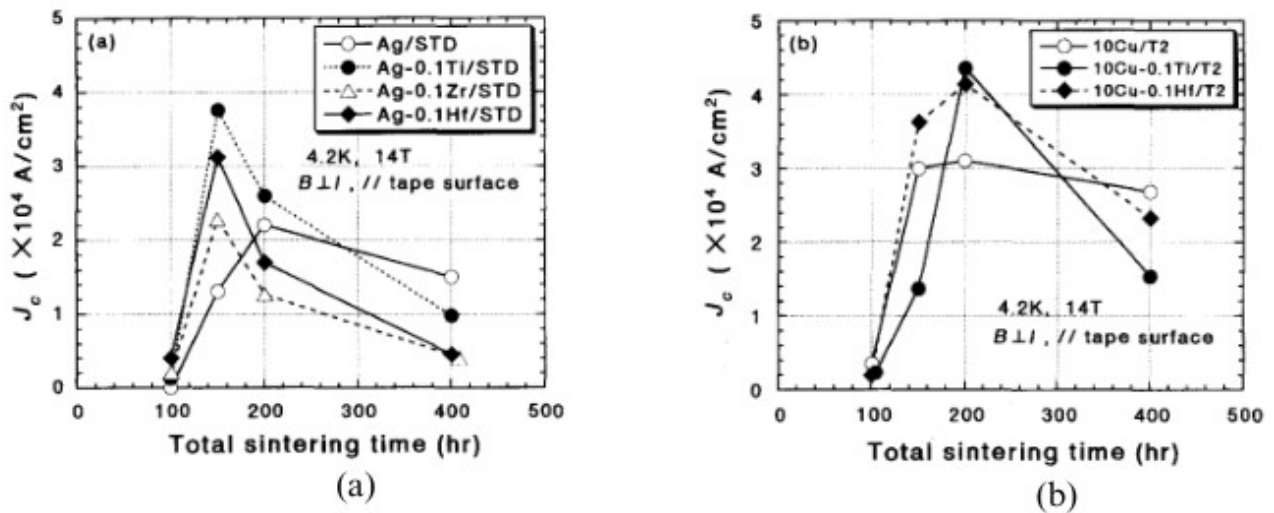 5
4
3
2
1
0
J_c ( ×10⁴ A/cm²)
(a)
Ag/STD
Ag-0.1Ti/STD
Ag-0.1Zr/STD
Ag-0.1Hf/STD
4.2K, 14T
B⊥I , // tape surface
0 100 200 300 400 500
Total sintering time (hr)
(a)
5
4
3
2
1
0
J_c ( ×10⁴ A/cm²)
(b)
10Cu/T2
10Cu-0.1Ti/T2
10Cu-0.1Hf/T2
4.2K, 14T
B⊥I , // tape surface
0 100 200 300 400 500
Total sintering time (hr)
(b)